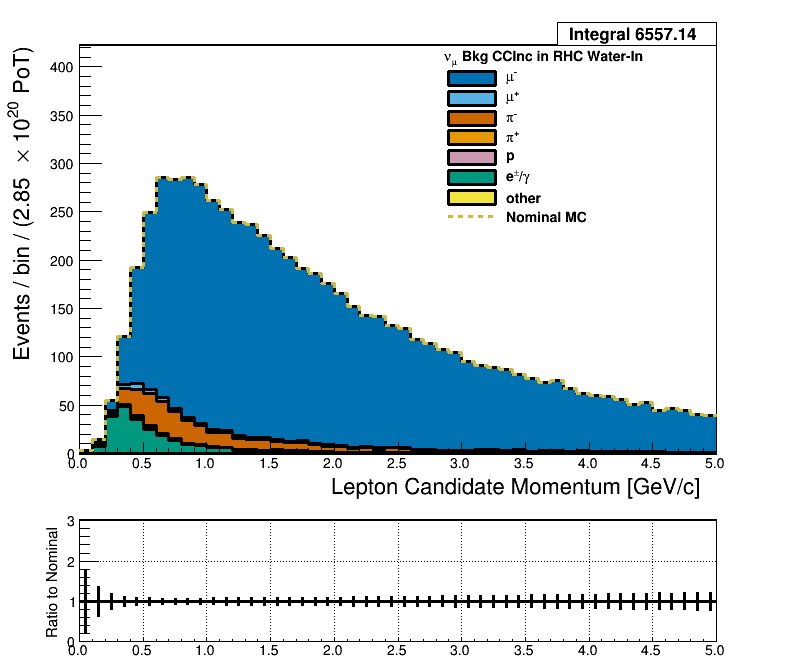 Integral 6557.14
ν_μ Bkg CCInc in RHC Water-In
μ⁻
μ⁺
π⁻
π⁺
p
e^±/γ
other
Nominal MC
Events / bin / (2.85 × 10²⁰ PoT)
400
350
300
250
200
150
100
50
0
0.0 0.5 1.0 1.5 2.0 2.5 3.0 3.5 4.0 4.5 5.0
Lepton Candidate Momentum [GeV/c]
Ratio to Nominal
3
2
1
0
0.0 0.5 1.0 1.5 2.0 2.5 3.0 3.5 4.0 4.5 5.0